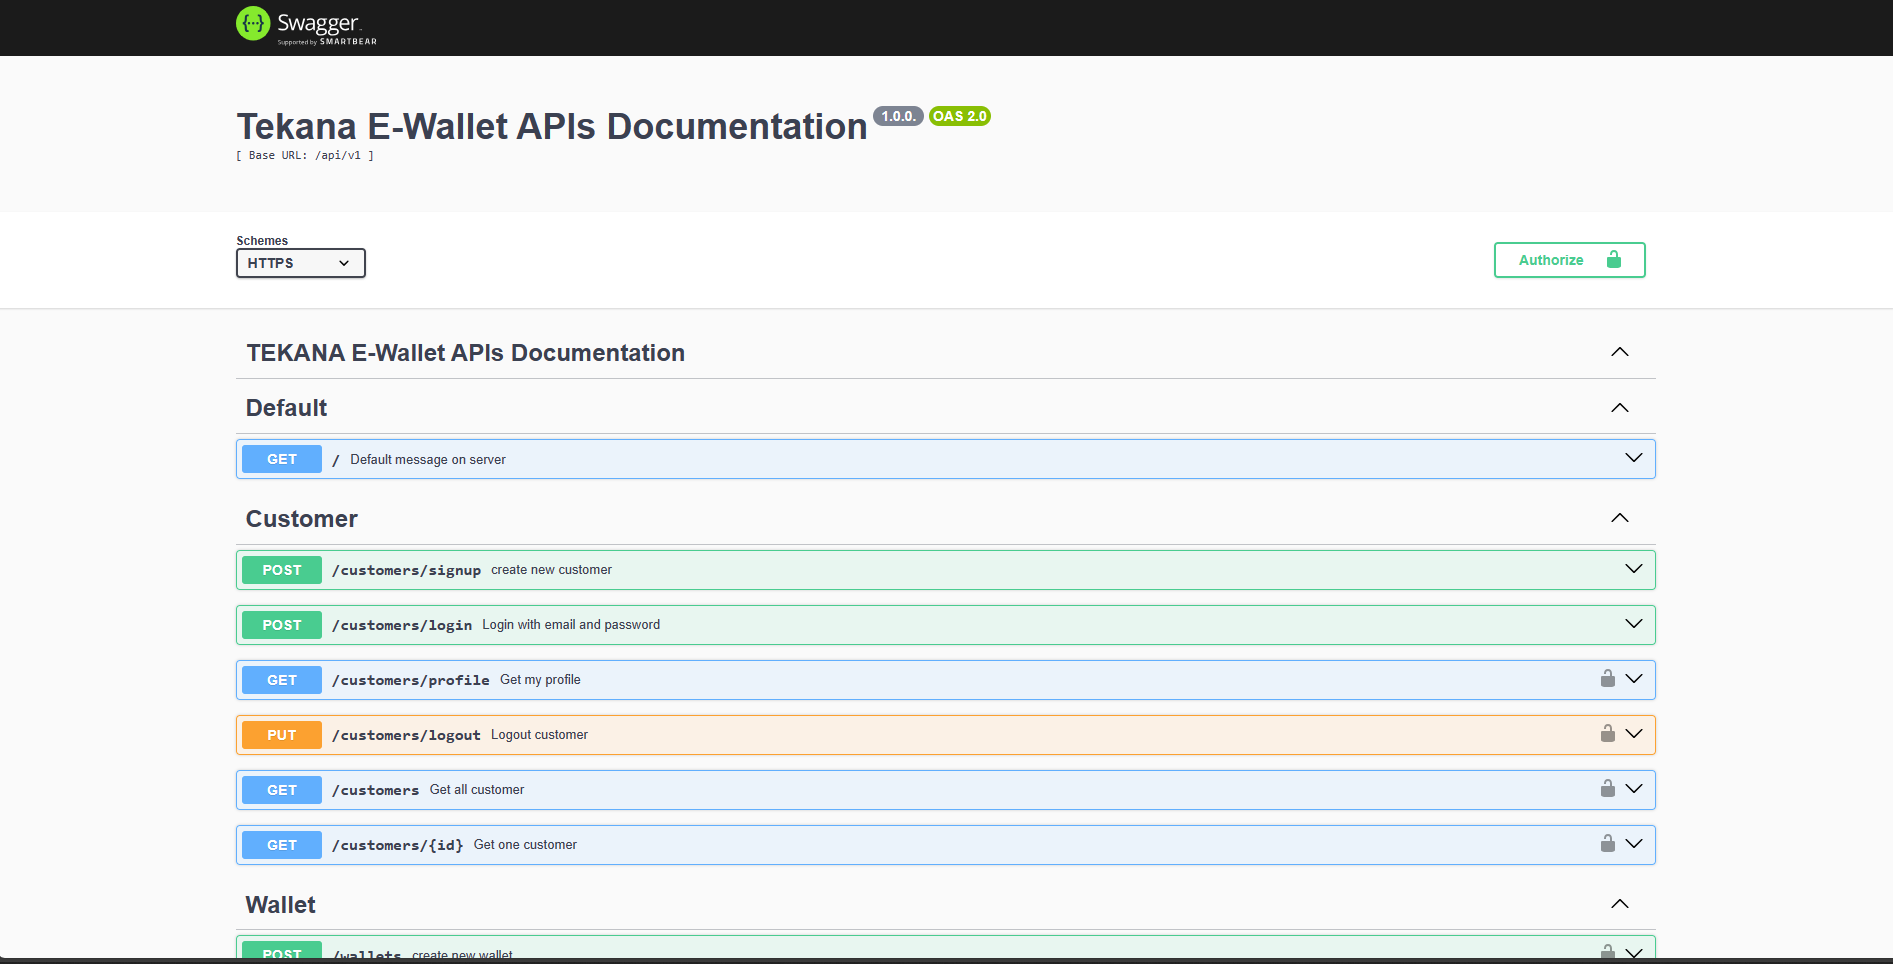 Swagger
Supported by SMARTBEAR
Tekana E-Wallet APIs Documentation 1.0.0. OAS 2.0
[ Base URL: /api/v1 ]
Schemes
HTTPS
Authorize
TEKANA E-Wallet APIs Documentation
Default
GET / Default message on server
Customer
POST /customers/signup create new customer
POST /customers/login Login with email and password
GET /customers/profile Get my profile
PUT /customers/logout Logout customer
GET /customers Get all customer
GET /customers/{id} Get one customer
Wallet
POST /wallets create new wallet